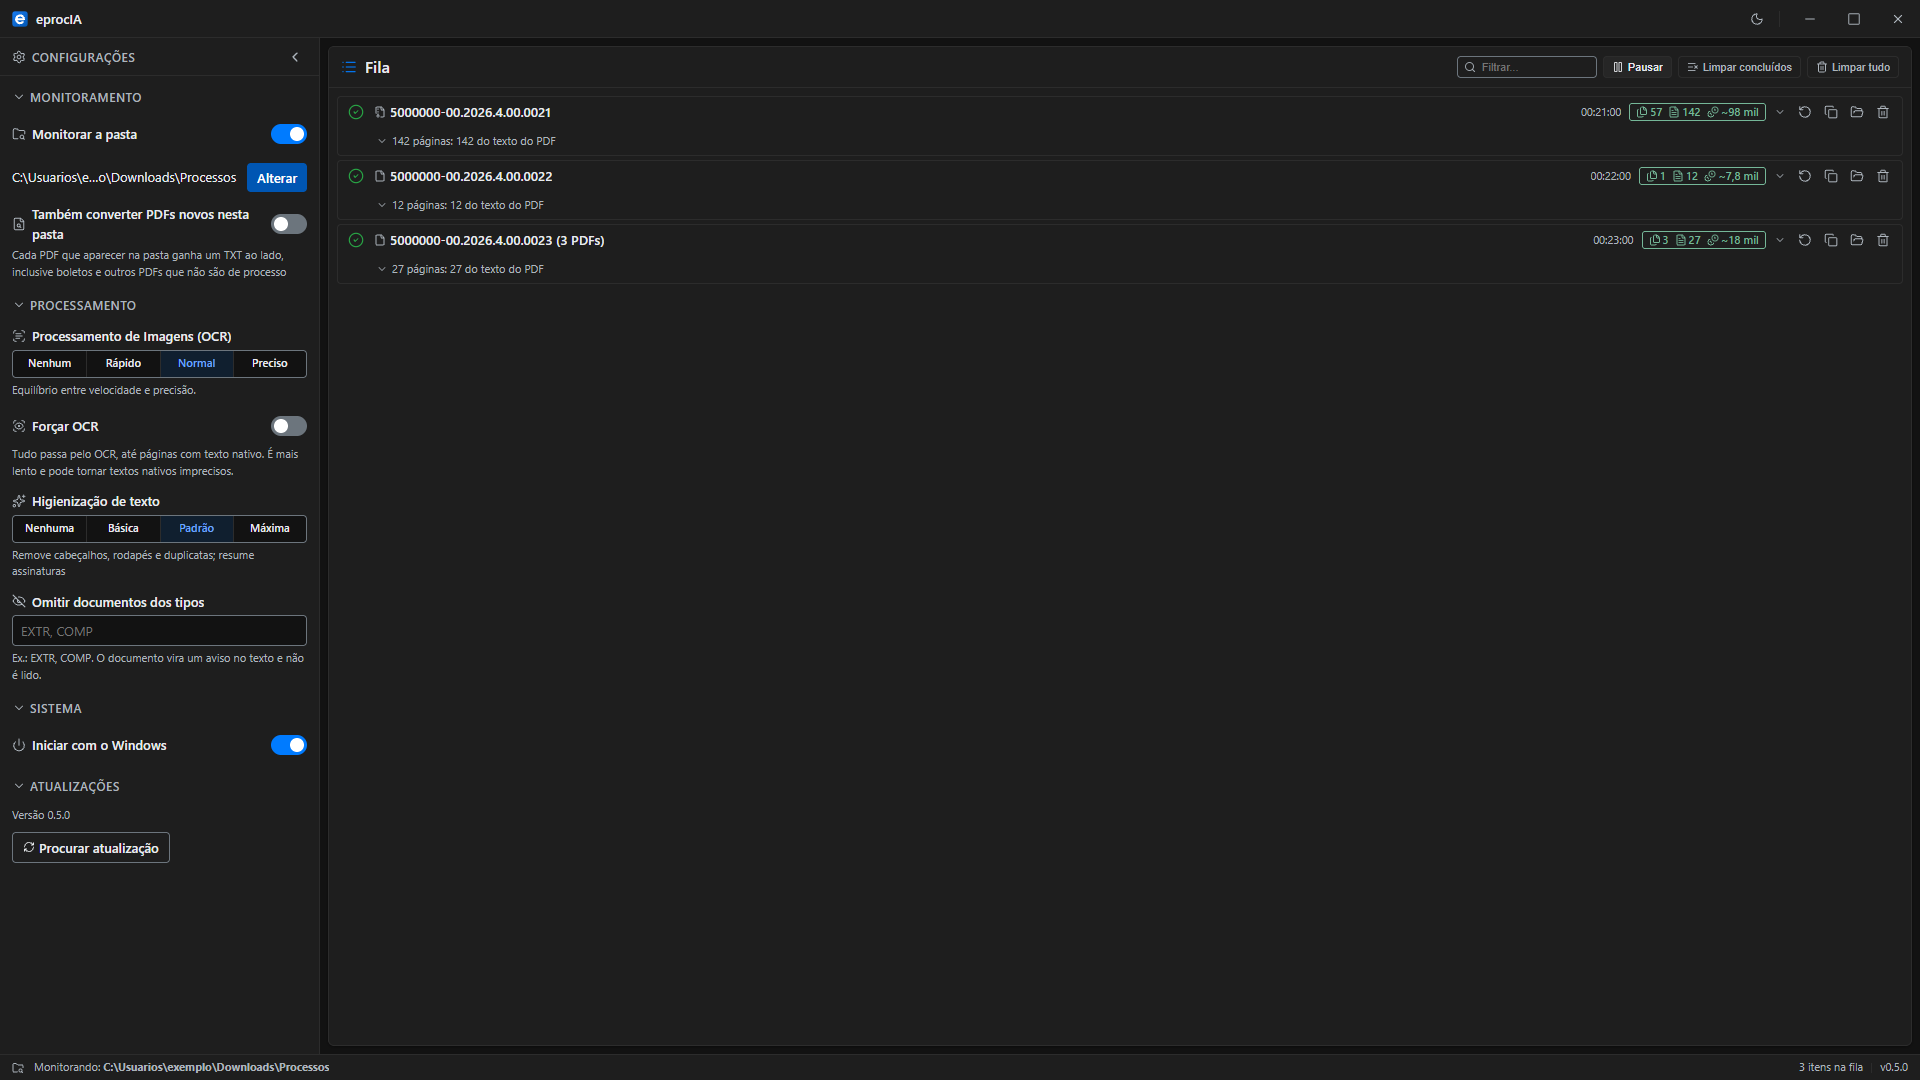 eprocIA
CONFIGURAÇÕES
MONITORAMENTO
Monitorar a pasta
C:\Usuarios\e...o\Downloads\Processos
Alterar
Também converter PDFs novos nesta
pasta
Cada PDF que aparecer na pasta ganha um TXT ao lado,
inclusive boletos e outros PDFs que não são de processo
PROCESSAMENTO
Processamento de Imagens (OCR)
Nenhum Rápido Normal Preciso
Equilíbrio entre velocidade e precisão.
Forçar OCR
Tudo passa pelo OCR, até páginas com texto nativo. É mais
lento e pode tornar textos nativos imprecisos.
Higienização de texto
Nenhuma Básica Padrão Máxima
Remove cabeçalhos, rodapés e duplicatas; resume
assinaturas
Omitir documentos dos tipos
EXTR, COMP
Ex.: EXTR, COMP. O documento vira um aviso no texto e não
é lido.
SISTEMA
Iniciar com o Windows
ATUALIZAÇÕES
Versão 0.5.0
Procurar atualização
Fila
Filtrar...
Pausar
Limpar concluídos
Limpar tudo
5000000-00.2026.4.00.0021
00:21:00 57 142 ~98 mil
142 páginas: 142 do texto do PDF
5000000-00.2026.4.00.0022
00:22:00 1 12 ~7,8 mil
12 páginas: 12 do texto do PDF
5000000-00.2026.4.00.0023 (3 PDFs)
00:23:00 3 27 ~18 mil
27 páginas: 27 do texto do PDF
Monitorando: C:\Usuarios\exemplo\Downloads\Processos
3 itens na fila
v0.5.0